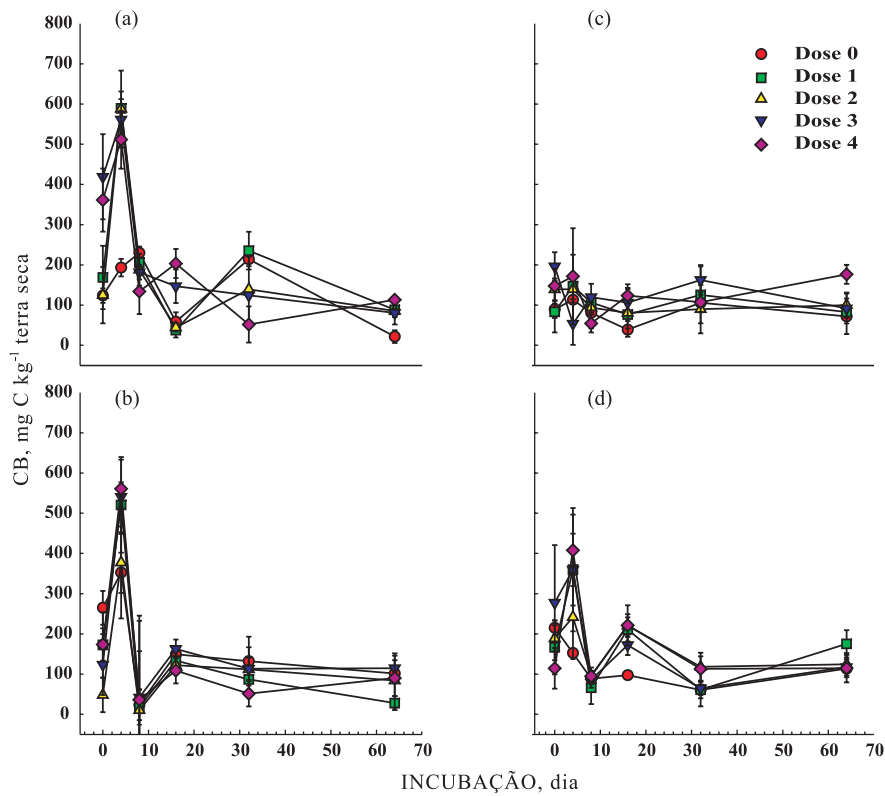 (a)
800
700
600
500
400
300
200
100
0
(c)
Dose 0
Dose 1
Dose 2
Dose 3
Dose 4
CB, mg C kg⁻¹ terra seca
(b)
800
700
600
500
400
300
200
100
0
(d)
0 10 20 30 40 50 60 70
0 10 20 30 40 50 60 70
INCUBAÇÃO, dia